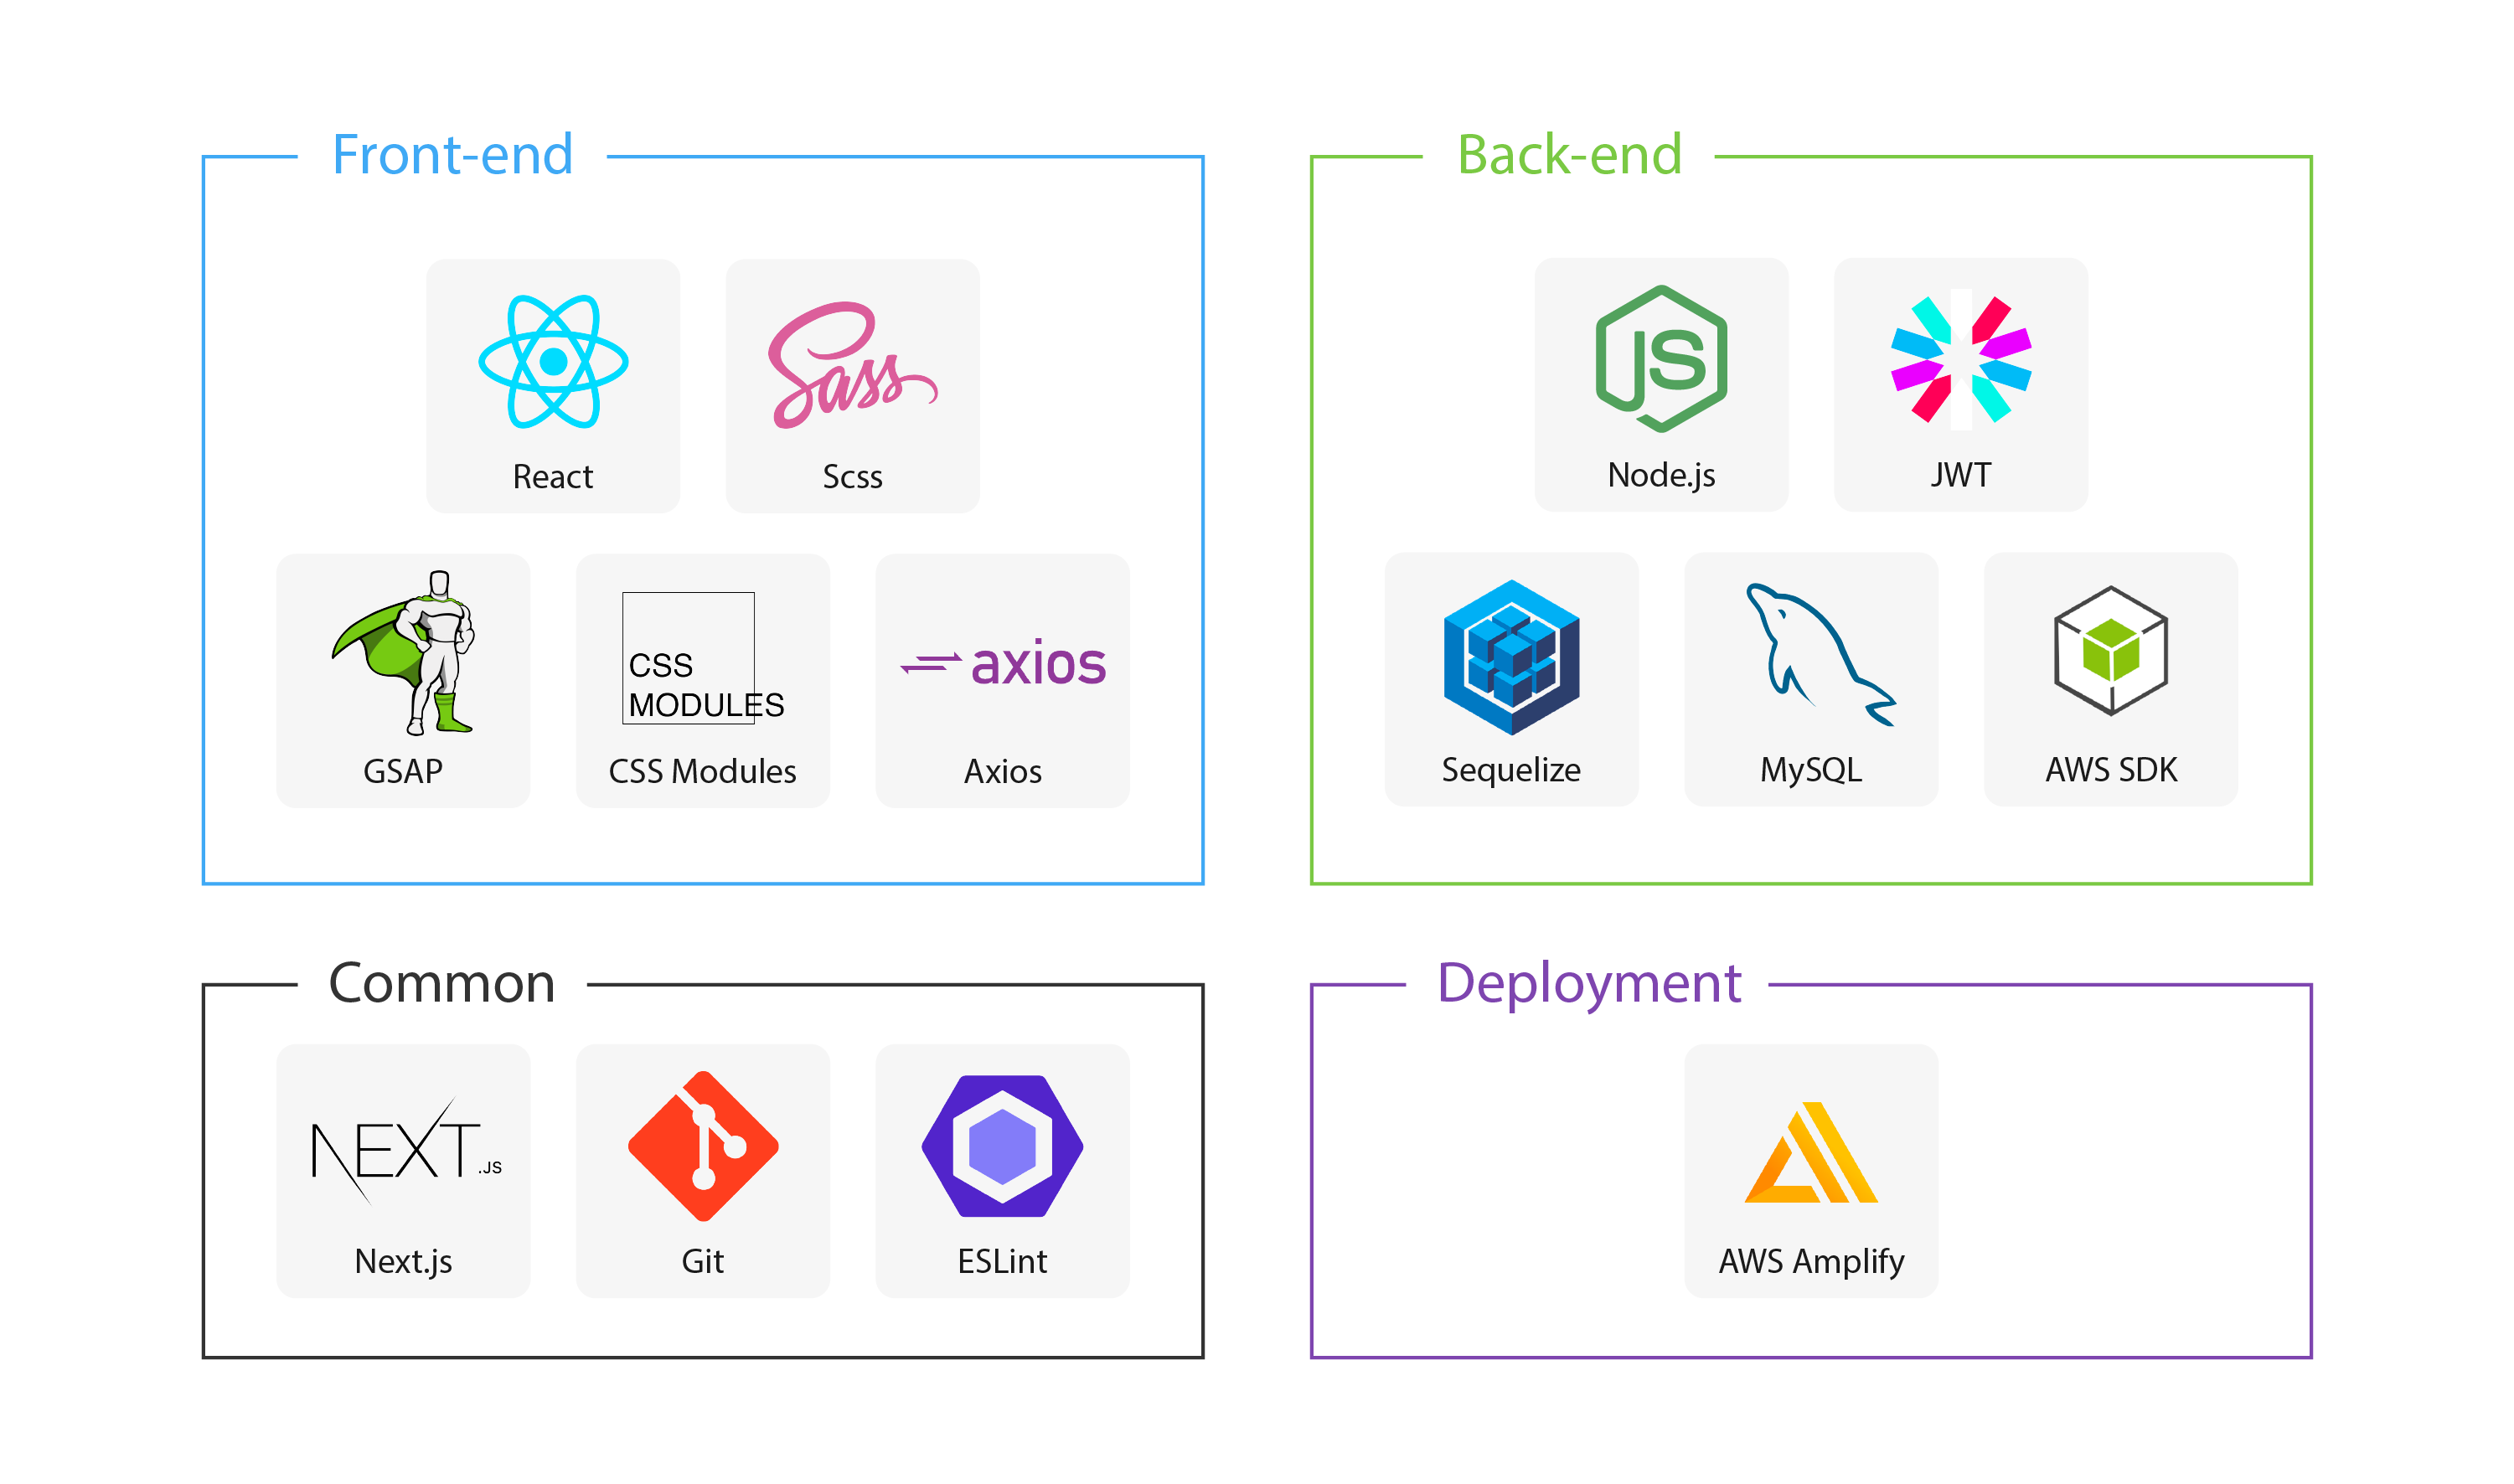 Front-end
React
Sass
Scss
GSAP
CSS
MODULES
CSS Modules
axios
Axios
Back-end
JS
Node.js
JWT
Sequelize
MySQL
AWS SDK
Common
NEXT.JS
Next.js
Git
ESLint
Deployment
AWS Amplify